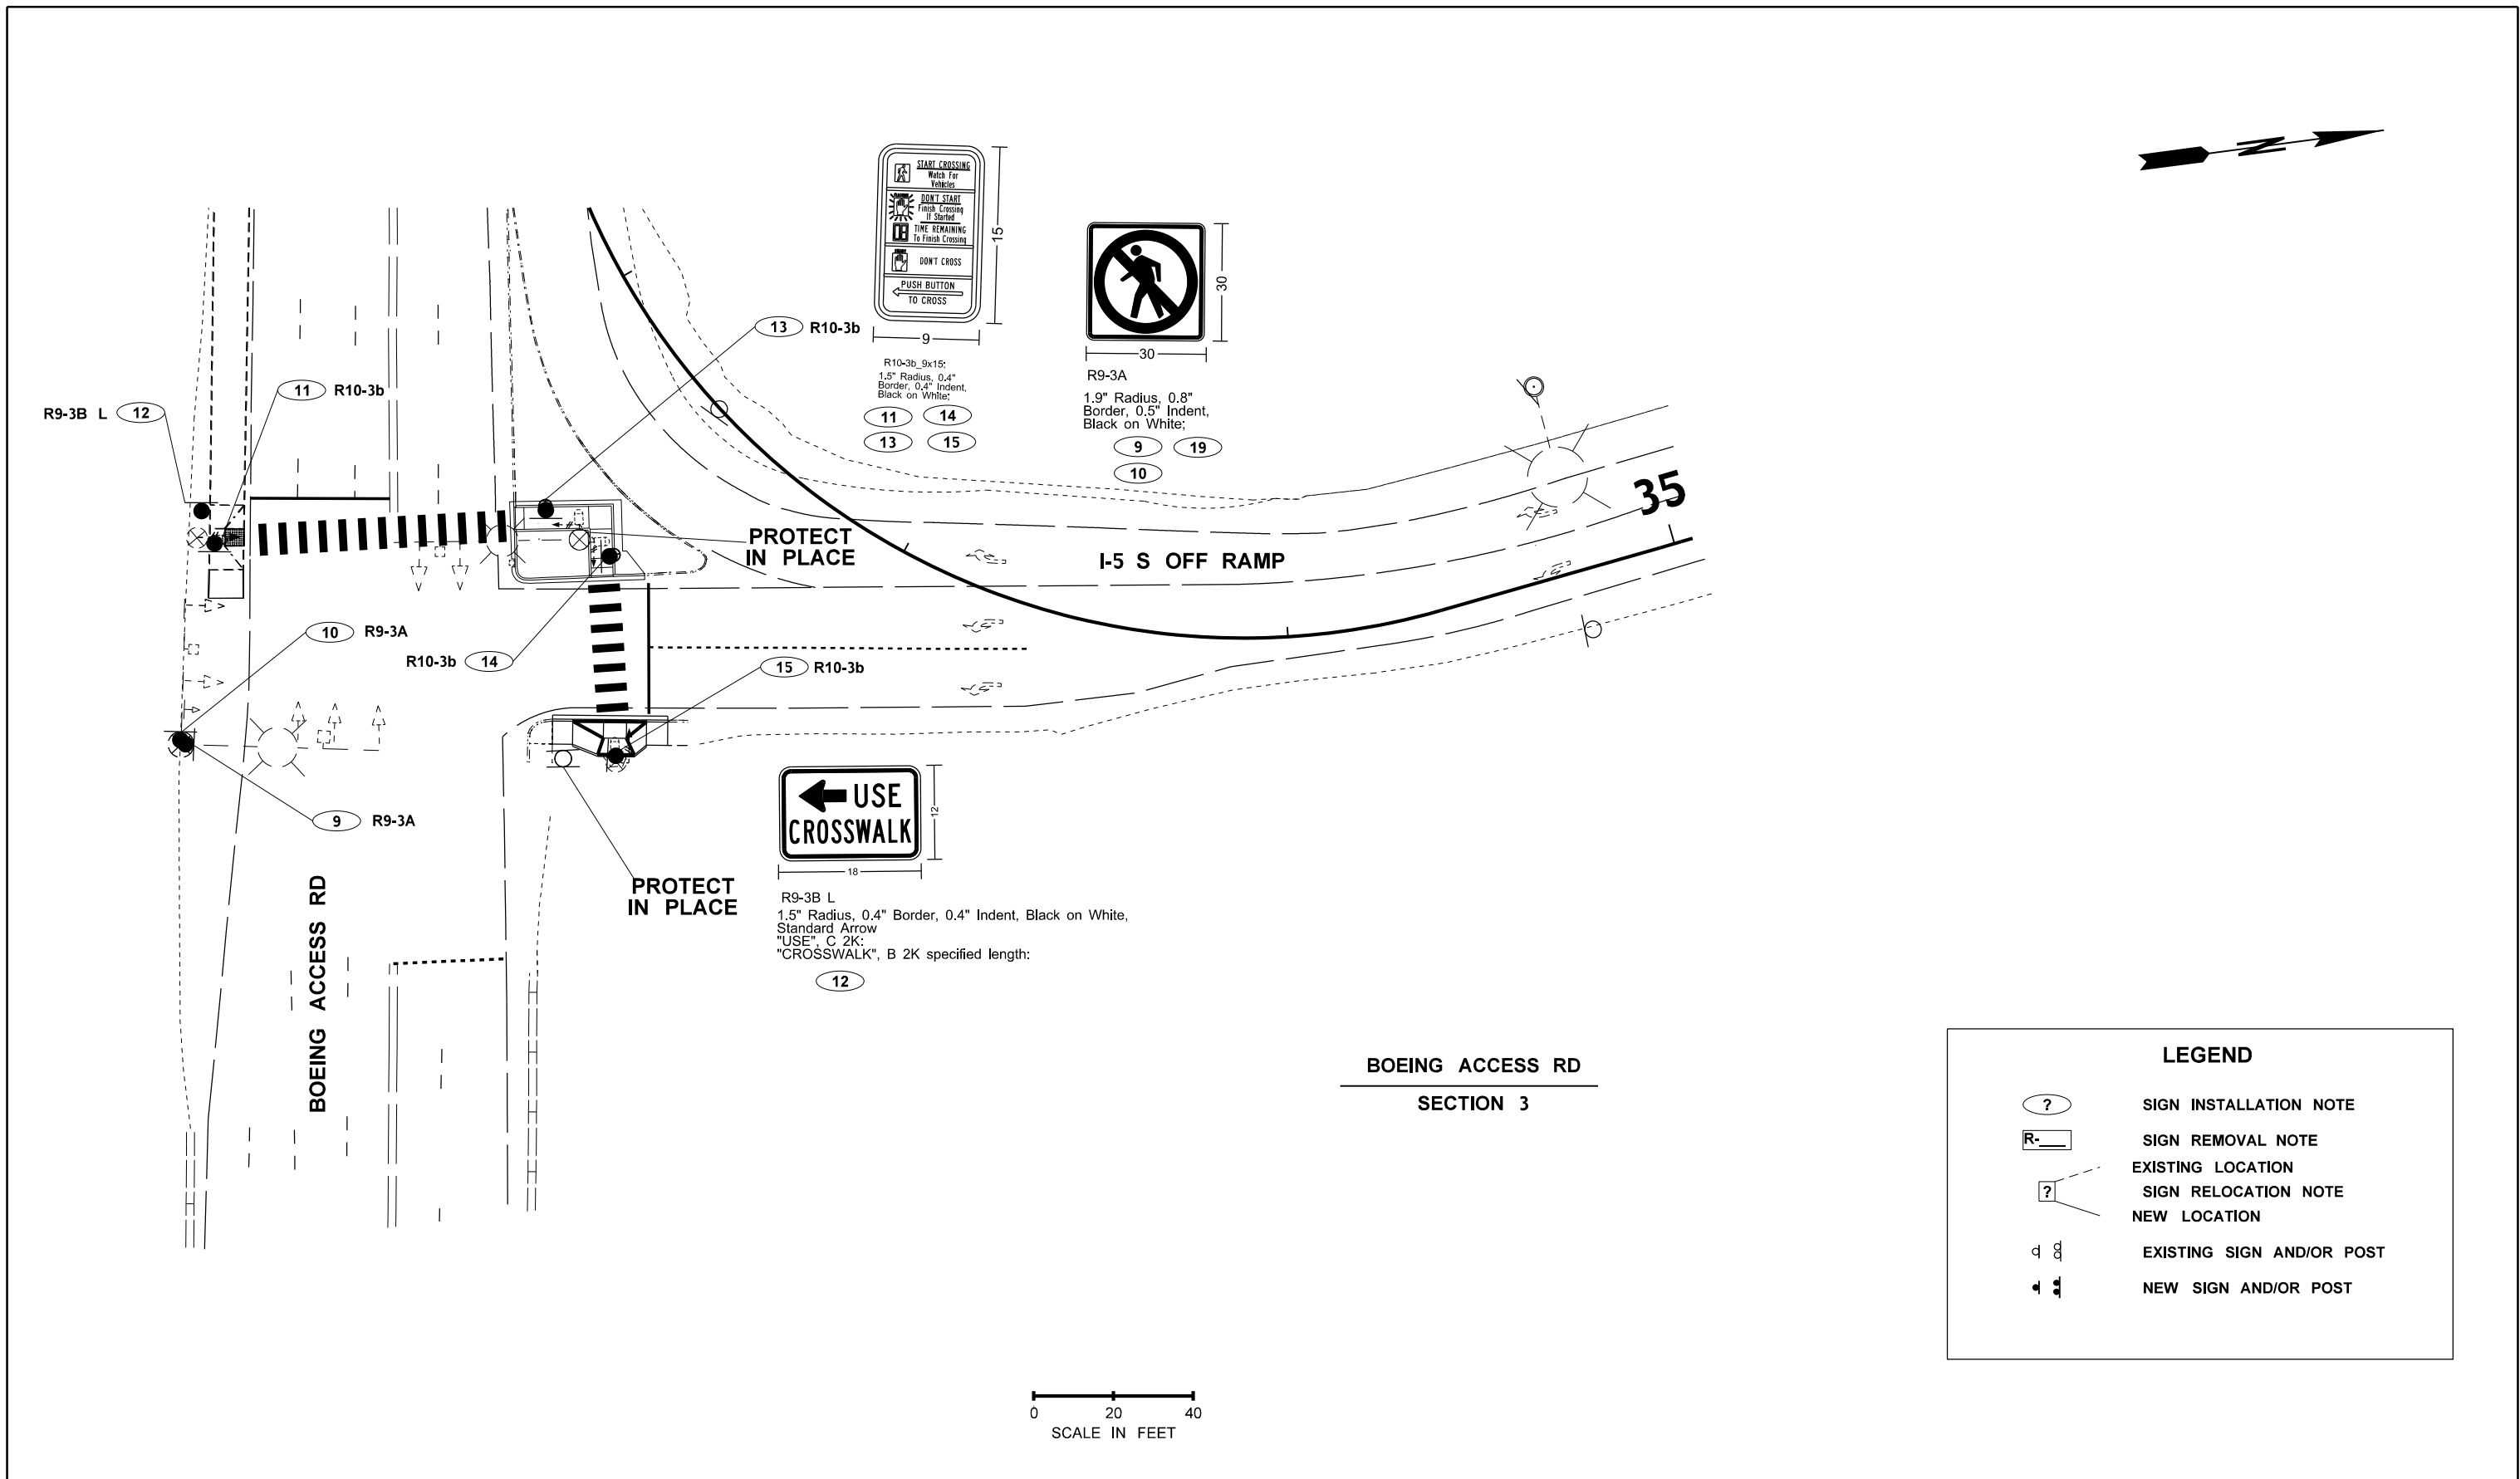 START CROSSING
Watch For
Vehicles
DON'T START
Finish Crossing
If Started
TIME REMAINING
To Finish Crossing
DON'T CROSS
PUSH BUTTON
TO CROSS
15
9
R10-3b_9x15;
1.5" Radius, 0.4"
Border, 0.4" Indent,
Black on White;
11 14
13 15
30
30
R9-3A
1.9" Radius, 0.8"
Border, 0.5" Indent,
Black on White;
9 19
10
13 R10-3b
11 R10-3b
R9-3B L 12
PROTECT
IN PLACE
I-5 S OFF RAMP
35
10 R9-3A
R10-3b 14
15 R10-3b
9 R9-3A
USE
CROSSWALK
12
18
R9-3B L
1.5" Radius, 0.4" Border, 0.4" Indent, Black on White,
Standard Arrow
"USE", C 2K;
"CROSSWALK", B 2K specified length;
12
PROTECT
IN PLACE
BOEING ACCESS RD
BOEING ACCESS RD
SECTION 3
LEGEND
? SIGN INSTALLATION NOTE
R-___ SIGN REMOVAL NOTE
EXISTING LOCATION
? SIGN RELOCATION NOTE
NEW LOCATION
EXISTING SIGN AND/OR POST
NEW SIGN AND/OR POST
0 20 40
SCALE IN FEET